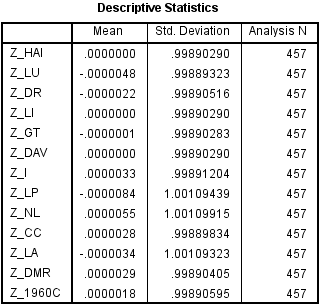 Descriptive Statistics
Mean Std. Deviation Analysis N
Z_HAI .0000000 .99890290 457
Z_LU -.0000048 .99889323 457
Z_DR -.0000022 .99890516 457
Z_LI .0000000 .99890290 457
Z_GT -.0000001 .99890283 457
Z_DAV .0000000 .99890290 457
Z_I .0000033 .99891204 457
Z_LP -.0000084 1.00109439 457
Z_NL .0000055 1.00109915 457
Z_CC .0000028 .99889834 457
Z_LA -.0000034 1.00109323 457
Z_DMR .0000029 .99890405 457
Z_1960C .0000018 .99890595 457